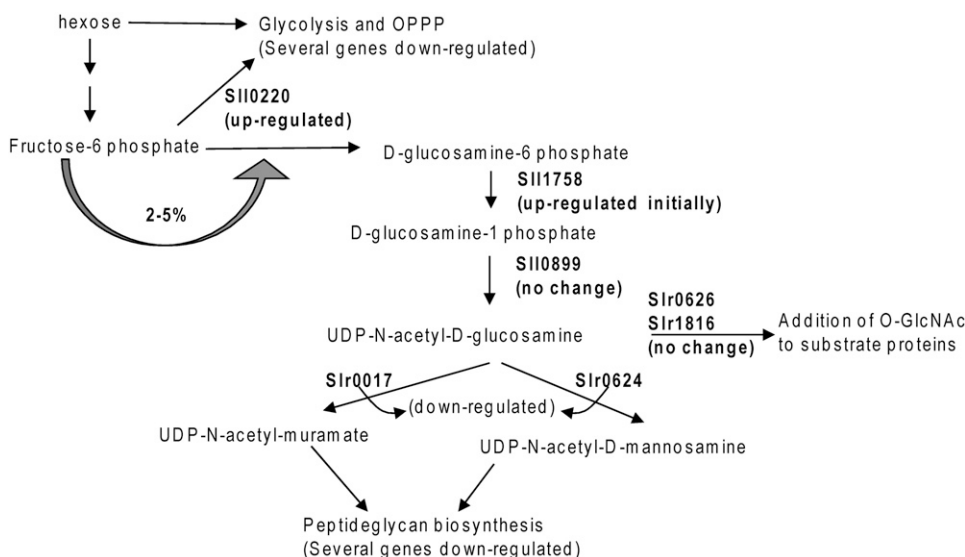 hexose
Glycolysis and OPPP
(Several genes down-regulated)
Sll0220
(up-regulated)
Fructose-6 phosphate
D-glucosamine-6 phosphate
2-5%
Sll1758
(up-regulated initially)
D-glucosamine-1 phosphate
Sll0899
(no change)
Slr0626
Slr1816
(no change)
Addition of O-GlcNAc
to substrate proteins
UDP-N-acetyl-D-glucosamine
Slr0017
Slr0624
(down-regulated)
UDP-N-acetyl-muramate
UDP-N-acetyl-D-mannosamine
Peptideglycan biosynthesis
(Several genes down-regulated)